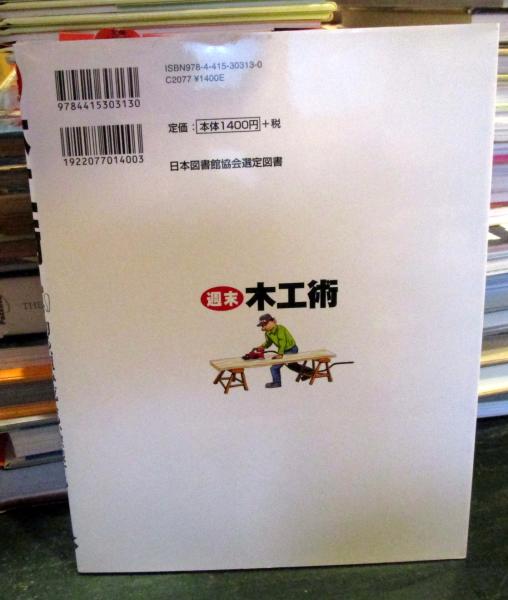 ISBN978-4-415-30313-0
C2077 ¥1400E
9784415303130
定価：本体1400円＋税
1922077014003
日本図書館協会選定図書
週末木工術
THE